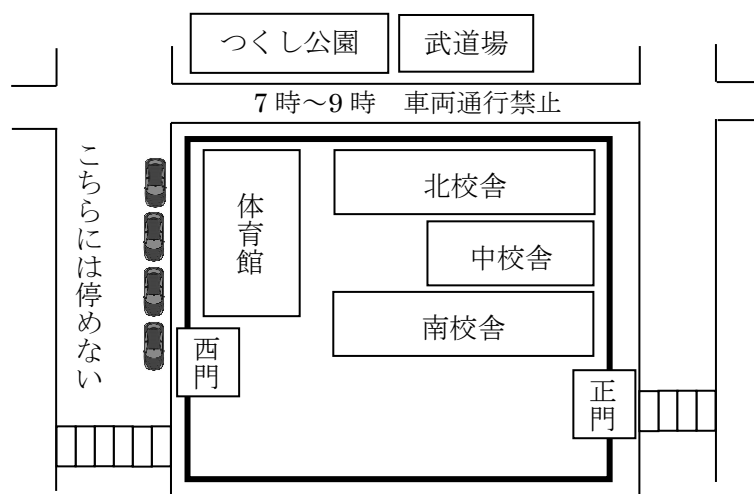 つくし公園
武道場
7時～9時　車両通行禁止
こちらには停めない
体育館
北校舎
中校舎
南校舎
西門
正門